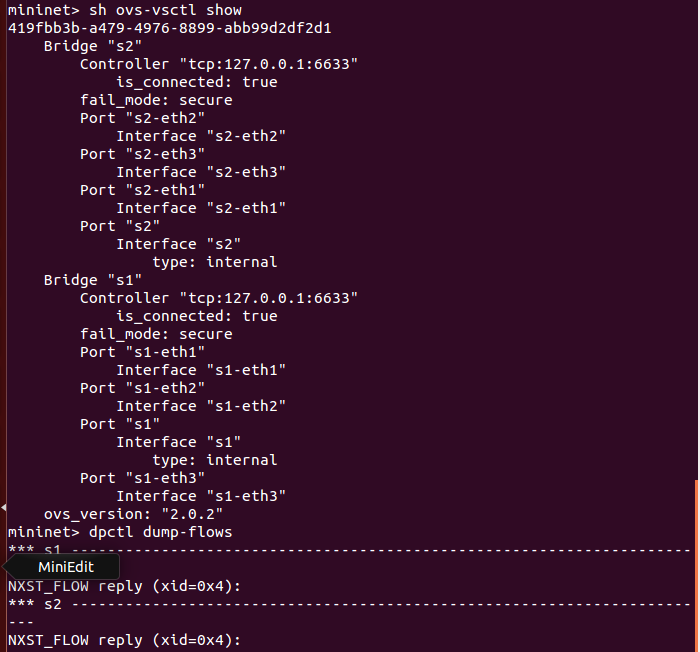 mininet> sh ovs-vsctl show
419fbb3b-a479-4976-8899-abb99d2df2d1
    Bridge "s2"
        Controller "tcp:127.0.0.1:6633"
            is_connected: true
        fail_mode: secure
        Port "s2-eth2"
            Interface "s2-eth2"
        Port "s2-eth3"
            Interface "s2-eth3"
        Port "s2-eth1"
            Interface "s2-eth1"
        Port "s2"
            Interface "s2"
                type: internal
    Bridge "s1"
        Controller "tcp:127.0.0.1:6633"
            is_connected: true
        fail_mode: secure
        Port "s1-eth1"
            Interface "s1-eth1"
        Port "s1-eth2"
            Interface "s1-eth2"
        Port "s1"
            Interface "s1"
                type: internal
        Port "s1-eth3"
            Interface "s1-eth3"
    ovs_version: "2.0.2"
mininet> dpctl dump-flows
*** s1 ---------------------------------------------------------------------
MiniEdit
NXST_FLOW reply (xid=0x4):
*** s2 ---------------------------------------------------------------------
---
NXST_FLOW reply (xid=0x4):